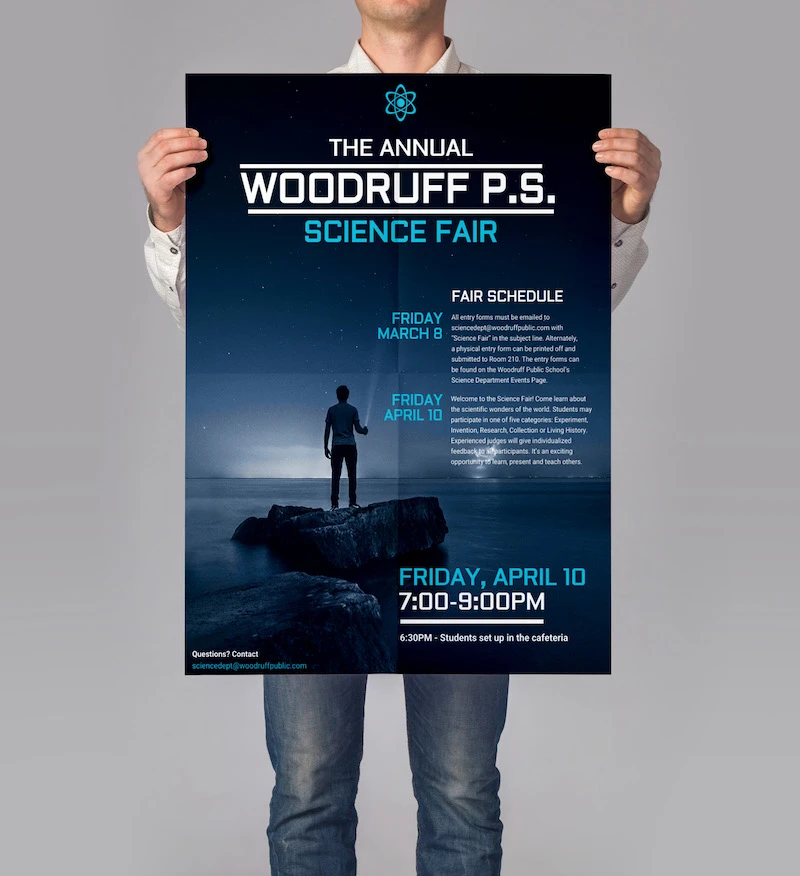 THE ANNUAL
WOODRUFF P.S.
SCIENCE FAIR
FAIR SCHEDULE
FRIDAY
MARCH 8
All entry forms must be emailed to
sciencedept@woodruffpublic.com with
"Science Fair" in the subject line. Alternately,
a physical entry form can be printed off and
submitted to Room 210. The entry forms can
be found on the Woodruff Public School's
Science Department Events Page.
FRIDAY
APRIL 10
Welcome to the Science Fair! Come learn about
the scientific wonders of the world. Students may
participate in one of five categories: Experiment,
Invention, Research, Collection or Living History.
Experienced judges will give individualized
feedback to all participants. It's an exciting
opportunity to learn, present and teach others.
FRIDAY, APRIL 10
7:00-9:00PM
6:30PM - Students set up in the cafeteria
Questions? Contact
sciencedept@woodruffpublic.com